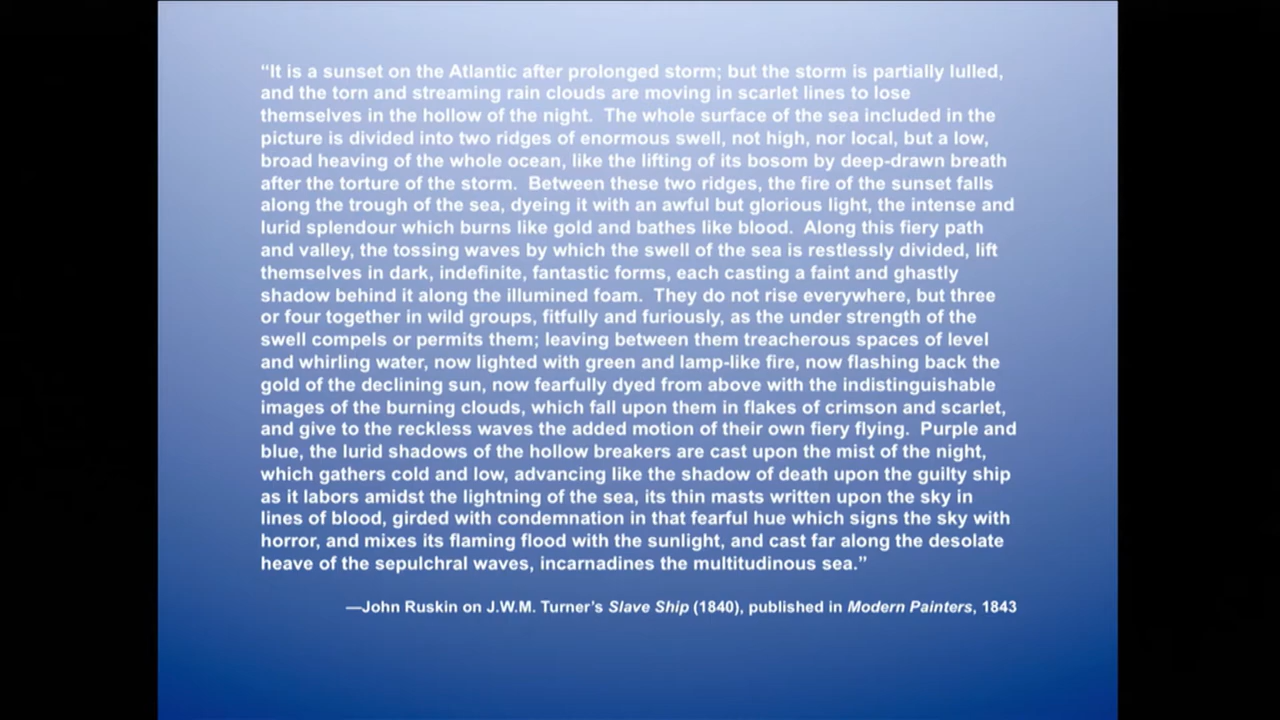 “It is a sunset on the Atlantic after prolonged storm; but the storm is partially lulled,
and the torn and streaming rain clouds are moving in scarlet lines to lose
themselves in the hollow of the night.  The whole surface of the sea included in the
picture is divided into two ridges of enormous swell, not high, nor local, but a low,
broad heaving of the whole ocean, like the lifting of its bosom by deep-drawn breath
after the torture of the storm.  Between these two ridges, the fire of the sunset falls
along the trough of the sea, dyeing it with an awful but glorious light, the intense and
lurid splendour which burns like gold and bathes like blood.  Along this fiery path
and valley, the tossing waves by which the swell of the sea is restlessly divided, lift
themselves in dark, indefinite, fantastic forms, each casting a faint and ghastly
shadow behind it along the illumined foam.  They do not rise everywhere, but three
or four together in wild groups, fitfully and furiously, as the under strength of the
swell compels or permits them; leaving between them treacherous spaces of level
and whirling water, now lighted with green and lamp-like fire, now flashing back the
gold of the declining sun, now fearfully dyed from above with the indistinguishable
images of the burning clouds, which fall upon them in flakes of crimson and scarlet,
and give to the reckless waves the added motion of their own fiery flying.  Purple and
blue, the lurid shadows of the hollow breakers are cast upon the mist of the night,
which gathers cold and low, advancing like the shadow of death upon the guilty ship
as it labors amidst the lightning of the sea, its thin masts written upon the sky in
lines of blood, girded with condemnation in that fearful hue which signs the sky with
horror, and mixes its flaming flood with the sunlight, and cast far along the desolate
heave of the sepulchral waves, incarnadines the multitudinous sea.”
—John Ruskin on J.W.M. Turner’s Slave Ship (1840), published in Modern Painters, 1843